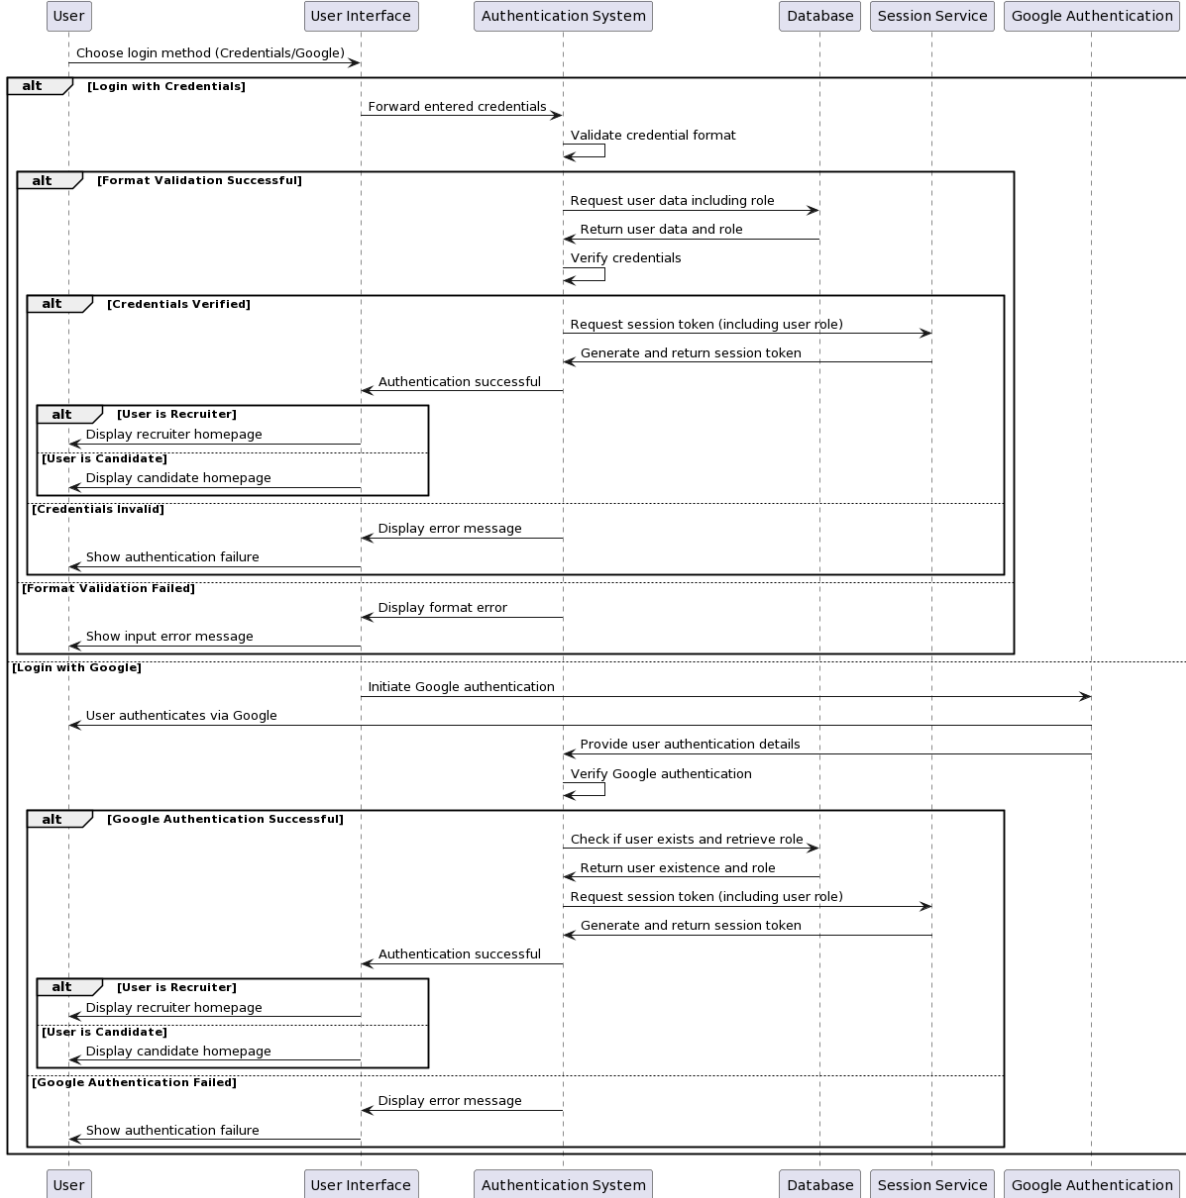 User User Interface Authentication System Database Session Service Google Authentication
Choose login method (Credentials/Google)
alt [Login with Credentials]
Forward entered credentials
Validate credential format
alt [Format Validation Successful]
Request user data including role
Return user data and role
Verify credentials
alt [Credentials Verified]
Request session token (including user role)
Generate and return session token
Authentication successful
alt [User is Recruiter]
Display recruiter homepage
[User is Candidate]
Display candidate homepage
[Credentials Invalid]
Display error message
Show authentication failure
[Format Validation Failed]
Display format error
Show input error message
[Login with Google]
Initiate Google authentication
User authenticates via Google
Provide user authentication details
Verify Google authentication
alt [Google Authentication Successful]
Check if user exists and retrieve role
Return user existence and role
Request session token (including user role)
Generate and return session token
Authentication successful
alt [User is Recruiter]
Display recruiter homepage
[User is Candidate]
Display candidate homepage
[Google Authentication Failed]
Display error message
Show authentication failure
User User Interface Authentication System Database Session Service Google Authentication